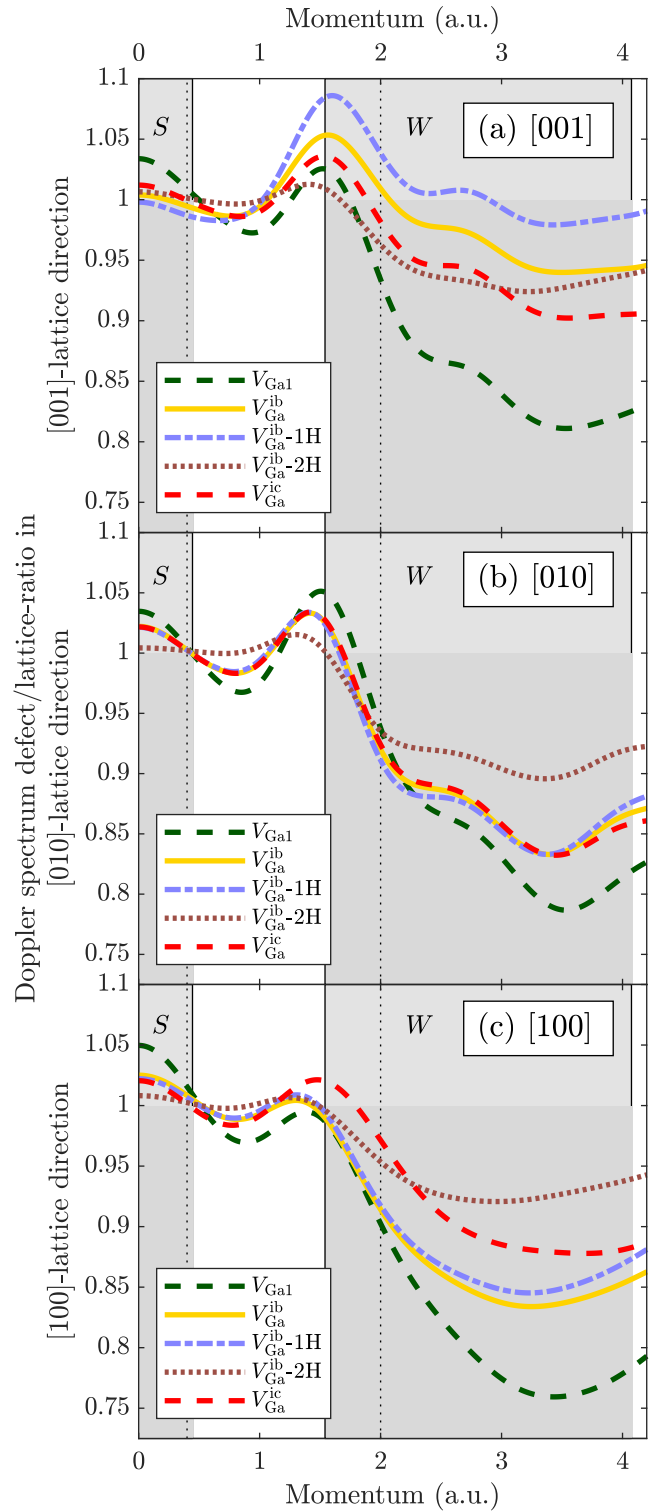 Momentum (a.u.)
0 1 2 3 4
Doppler spectrum defect/lattice-ratio in
[001]-lattice direction
1.1
1.05
1
0.95
0.9
0.85
0.8
0.75
S
W
(a) [001]
V_Ga1
V_Ga^ib
V_Ga^ib-1H
V_Ga^ib-2H
V_Ga^ic
[010]-lattice direction
1.1
1.05
1
0.95
0.9
0.85
0.8
0.75
S
W
(b) [010]
V_Ga1
V_Ga^ib
V_Ga^ib-1H
V_Ga^ib-2H
V_Ga^ic
[100]-lattice direction
1.1
1.05
1
0.95
0.9
0.85
0.8
0.75
S
W
(c) [100]
V_Ga1
V_Ga^ib
V_Ga^ib-1H
V_Ga^ib-2H
V_Ga^ic
0 1 2 3 4
Momentum (a.u.)